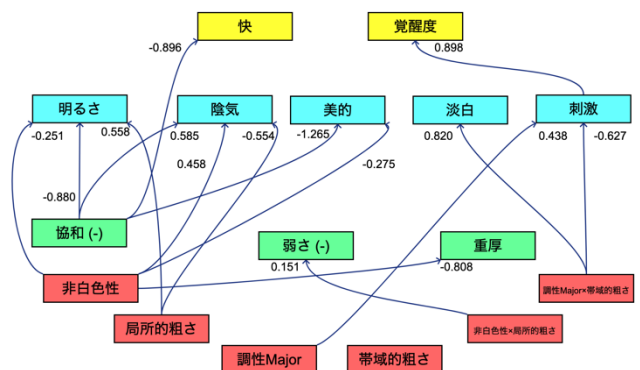 快
覚醒度
-0.896
0.898
明るさ
陰気
美的
淡白
刺激
-0.251
0.558
0.585
-0.554
-1.265
0.820
0.438
-0.627
0.458
-0.275
-0.880
協和 (-)
弱さ (-)
重厚
0.151
-0.808
非白色性
調性Major×帯域的粗さ
局所的粗さ
非白色性×局所的粗さ
調性Major
帯域的粗さ